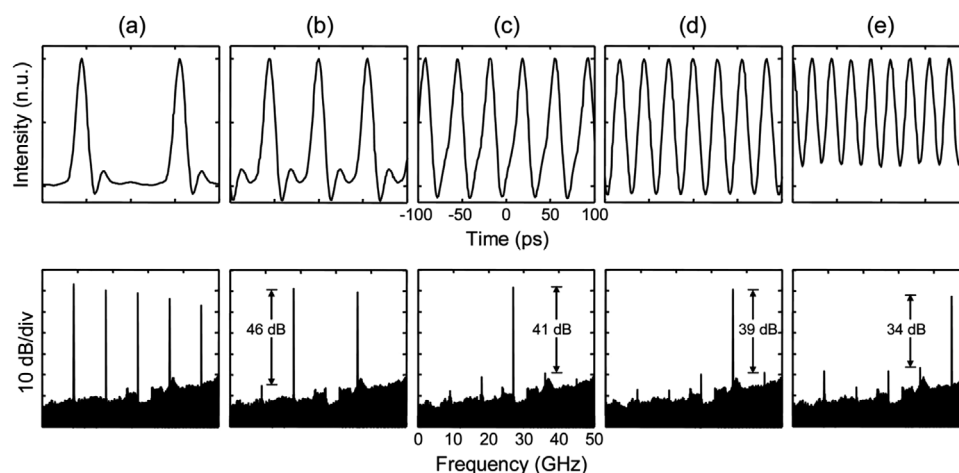 (a) (b) (c) (d) (e)
Intensity (n.u.)
-100 -50 0 50 100
Time (ps)
10 dB/div
46 dB 41 dB 39 dB 34 dB
0 10 20 30 40 50
Frequency (GHz)